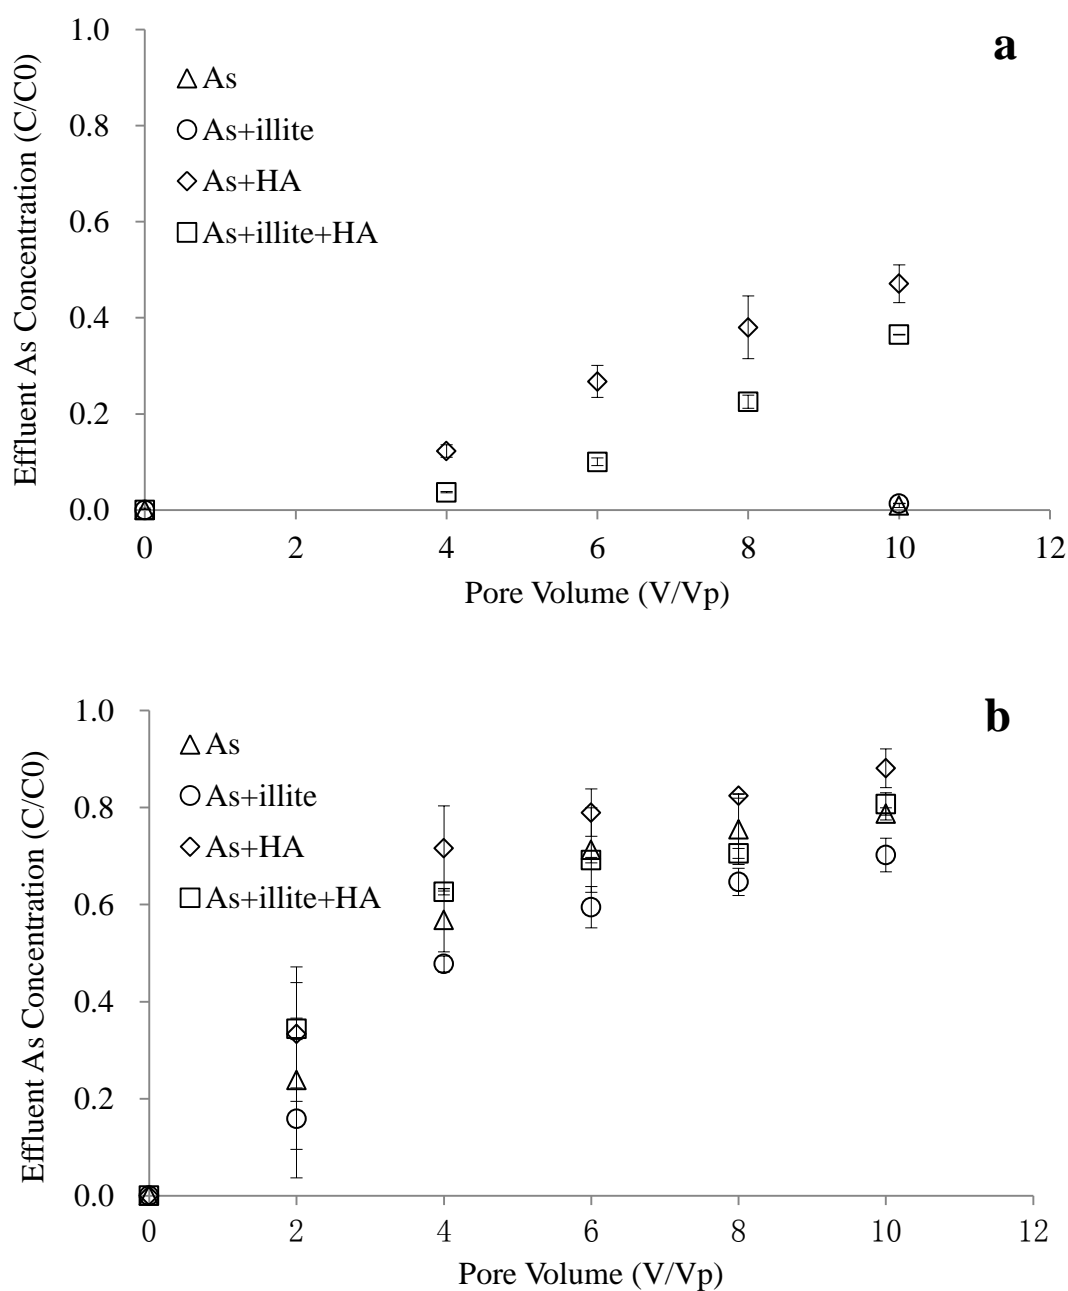 a
Effluent As Concentration (C/C0)
1.0
0.8
0.6
0.4
0.2
0.0
As
As+illite
As+HA
As+illite+HA
0 2 4 6 8 10 12
Pore Volume (V/Vp)
b
Effluent As Concentration (C/C0)
1.0
0.8
0.6
0.4
0.2
0.0
As
As+illite
As+HA
As+illite+HA
0 2 4 6 8 10 12
Pore Volume (V/Vp)